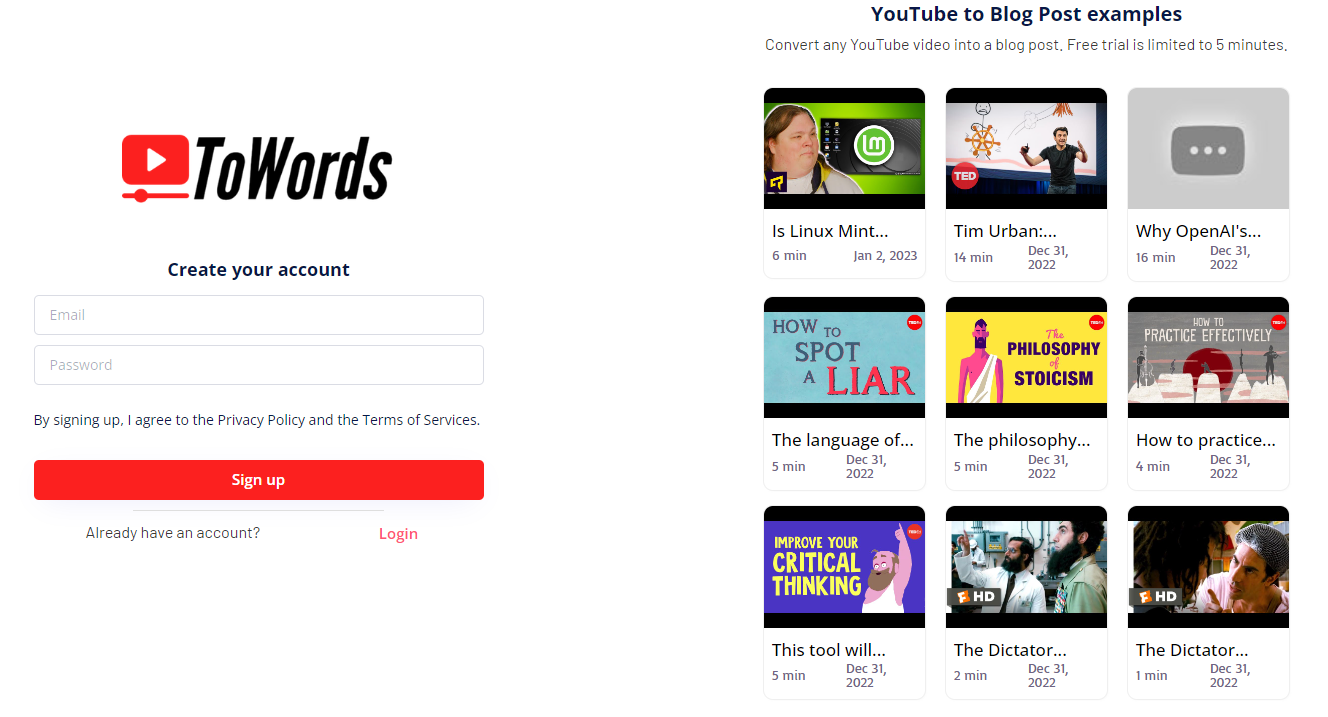 ToWords
Create your account
Email
Password
By signing up, I agree to the Privacy Policy and the Terms of Services.
Sign up
Already have an account?
Login
YouTube to Blog Post examples
Convert any YouTube video into a blog post. Free trial is limited to 5 minutes.
Is Linux Mint...
6 min
Jan 2, 2023
TED
Tim Urban:...
14 min
Dec 31,
2022
Why OpenAI's...
16 min
Dec 31,
2022
HOW TO
SPOT
A LIAR
The language of...
5 min
Dec 31,
2022
The
PHILOSOPHY
of
STOICISM
The philosophy...
5 min
Dec 31,
2022
HOW TO
PRACTICE EFFECTIVELY
How to practice...
4 min
Dec 31,
2022
IMPROVE YOUR
CRITICAL
THINKING
This tool will...
5 min
Dec 31,
2022
HD
The Dictator...
2 min
Dec 31,
2022
HD
The Dictator...
1 min
Dec 31,
2022